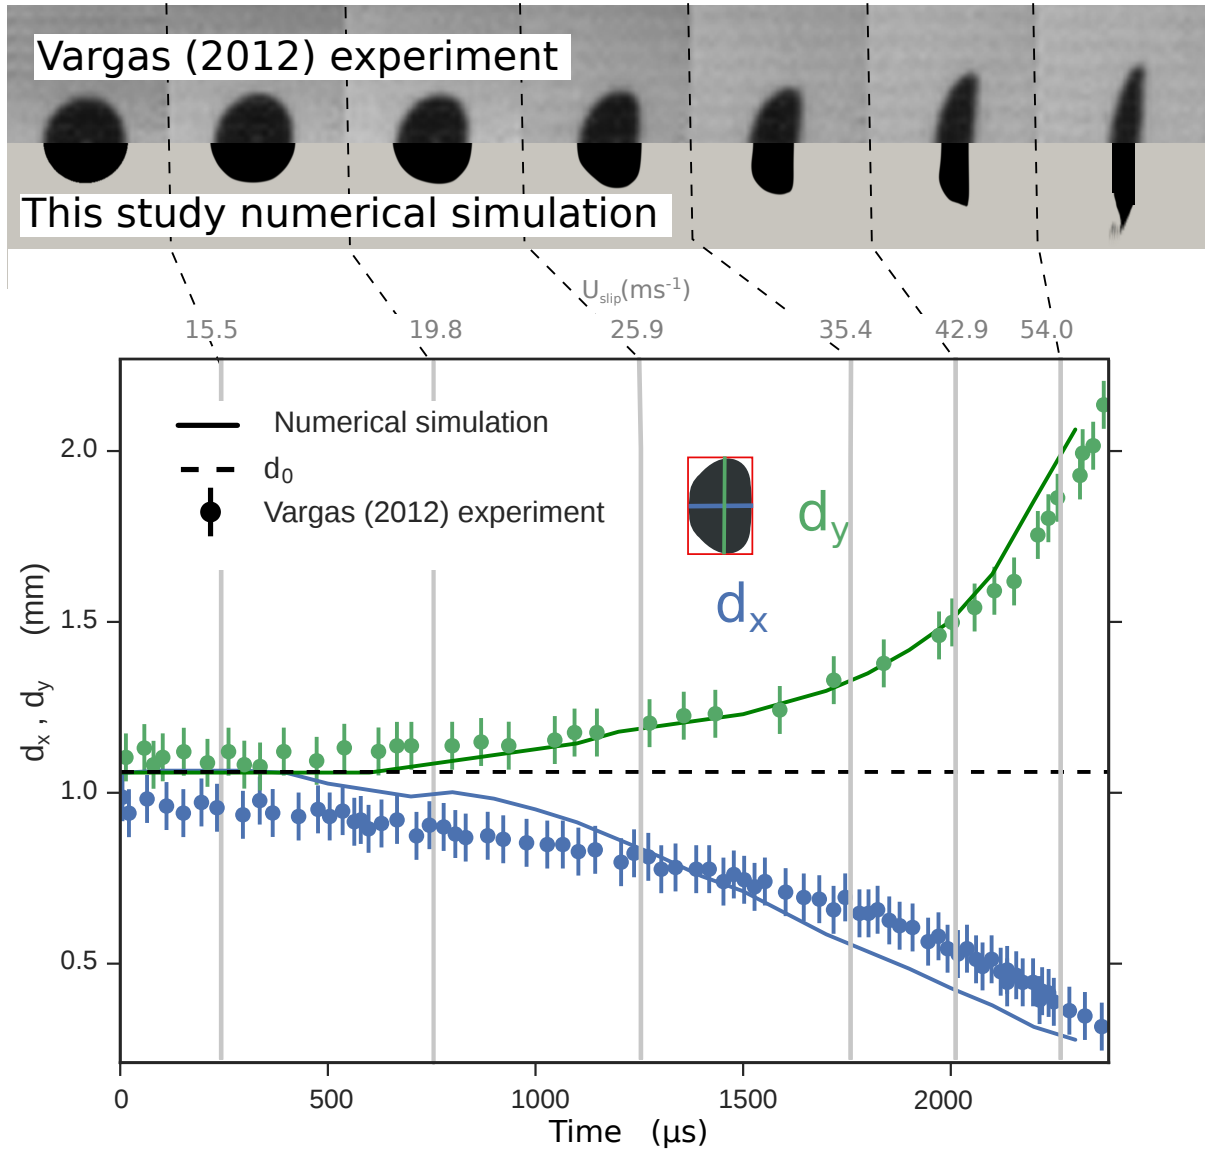 Vargas (2012) experiment
This study numerical simulation
U_slip(ms⁻¹)
15.5 19.8 25.9 35.4 42.9 54.0
Numerical simulation
d₀
Vargas (2012) experiment
d_y
d_x
2.0
1.5
1.0
0.5
d_x , d_y (mm)
0 500 1000 1500 2000
Time (μs)